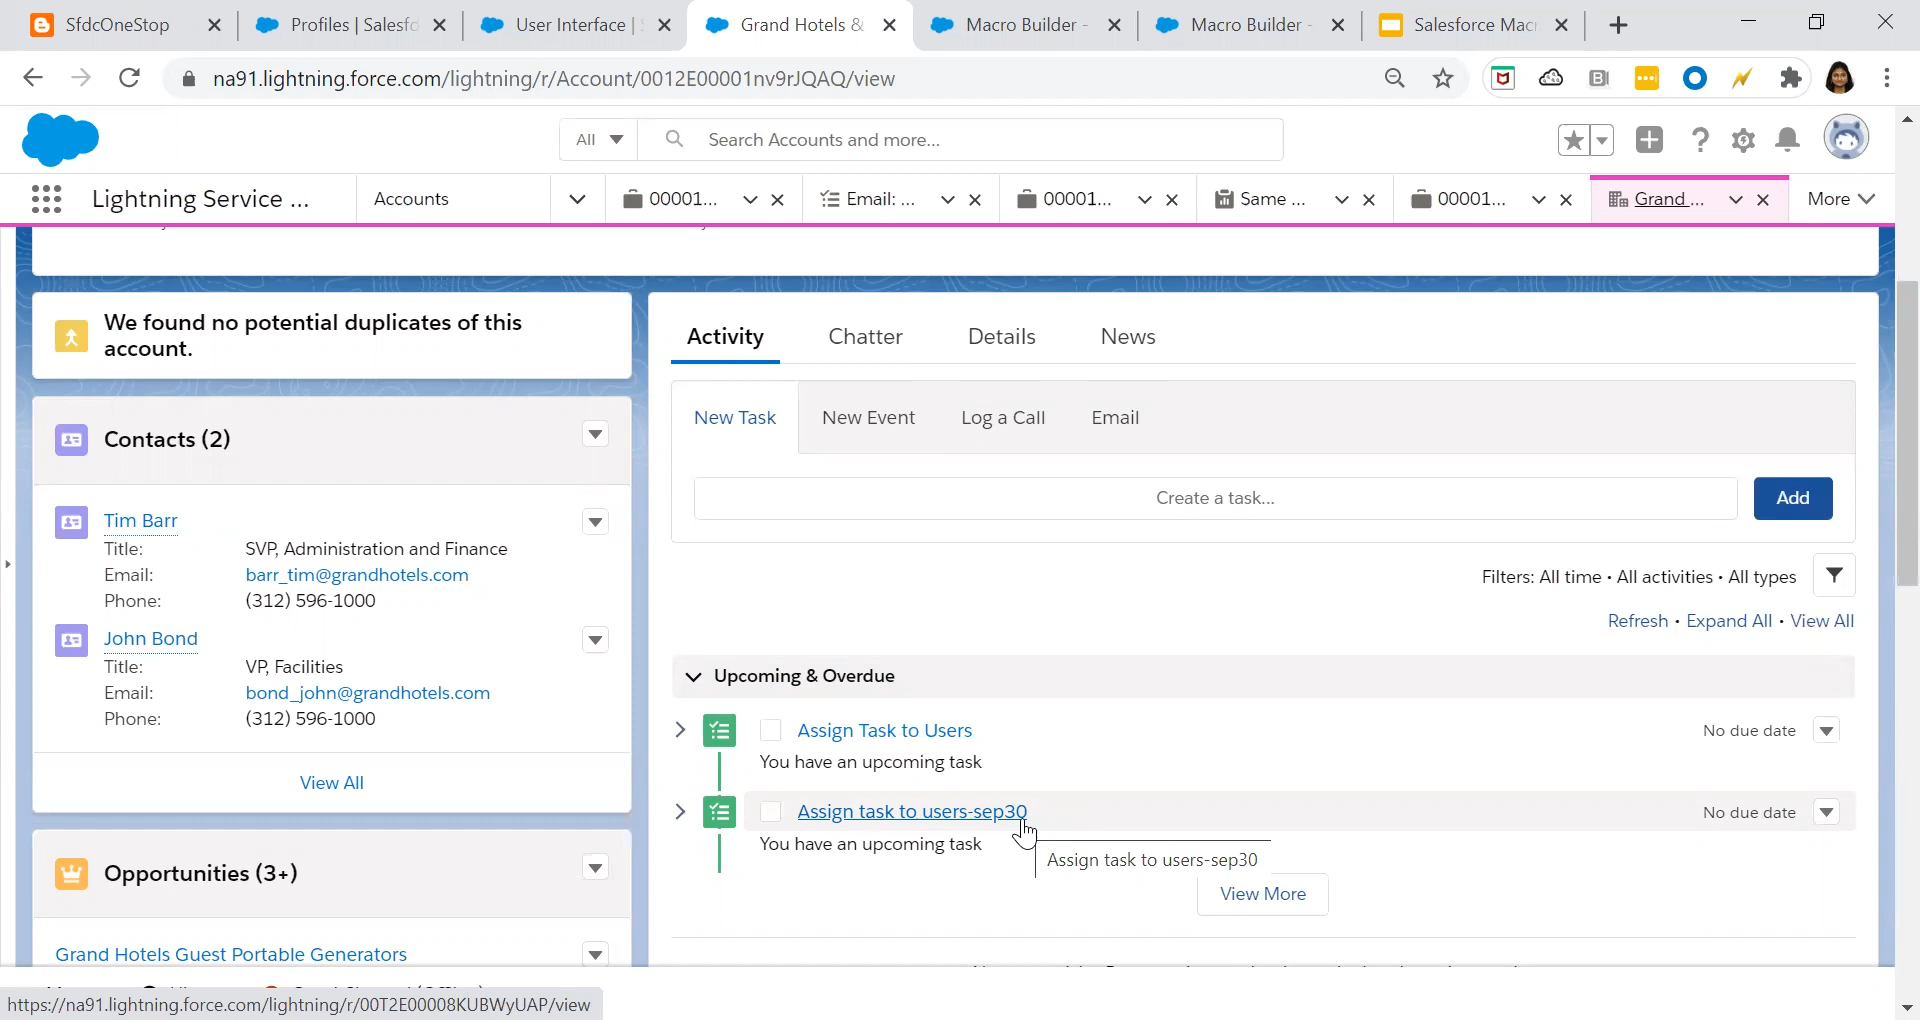 SfdcOneStop
Profiles | Salesfo
User Interface | S
Grand Hotels &
Macro Builder -
Macro Builder -
Salesforce Mac
na91.lightning.force.com/lightning/r/Account/0012E00001nv9rJQAQ/view
All
Search Accounts and more...
Lightning Service ...
Accounts
00001...
Email: ...
00001...
Same ...
00001...
Grand ...
More
We found no potential duplicates of this
account.
Contacts (2)
Tim Barr
Title: SVP, Administration and Finance
Email: barr_tim@grandhotels.com
Phone: (312) 596-1000
John Bond
Title: VP, Facilities
Email: bond_john@grandhotels.com
Phone: (312) 596-1000
View All
Opportunities (3+)
Grand Hotels Guest Portable Generators
Activity
Chatter
Details
News
New Task
New Event
Log a Call
Email
Create a task...
Add
Filters: All time • All activities • All types
Refresh • Expand All • View All
Upcoming & Overdue
Assign Task to Users
No due date
You have an upcoming task
Assign task to users-sep30
No due date
You have an upcoming task
Assign task to users-sep30
View More
https://na91.lightning.force.com/lightning/r/00T2E00008KUBWyUAP/view